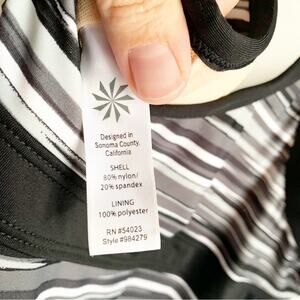 Designed in
Sonoma County,
California
SHELL
80% nylon/
20% spandex
LINING
100% polyester
RN #54023
Style #984279